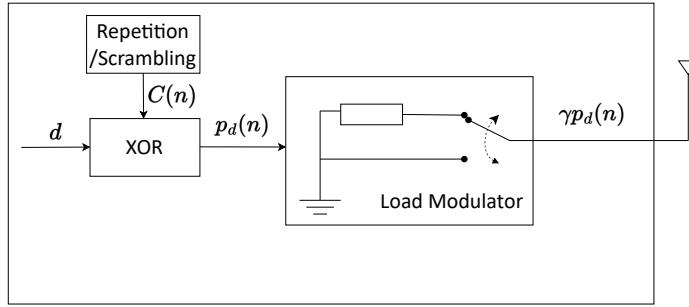 Repetition
/Scrambling
C(n)
d
XOR
p_d(n)
γp_d(n)
Load Modulator